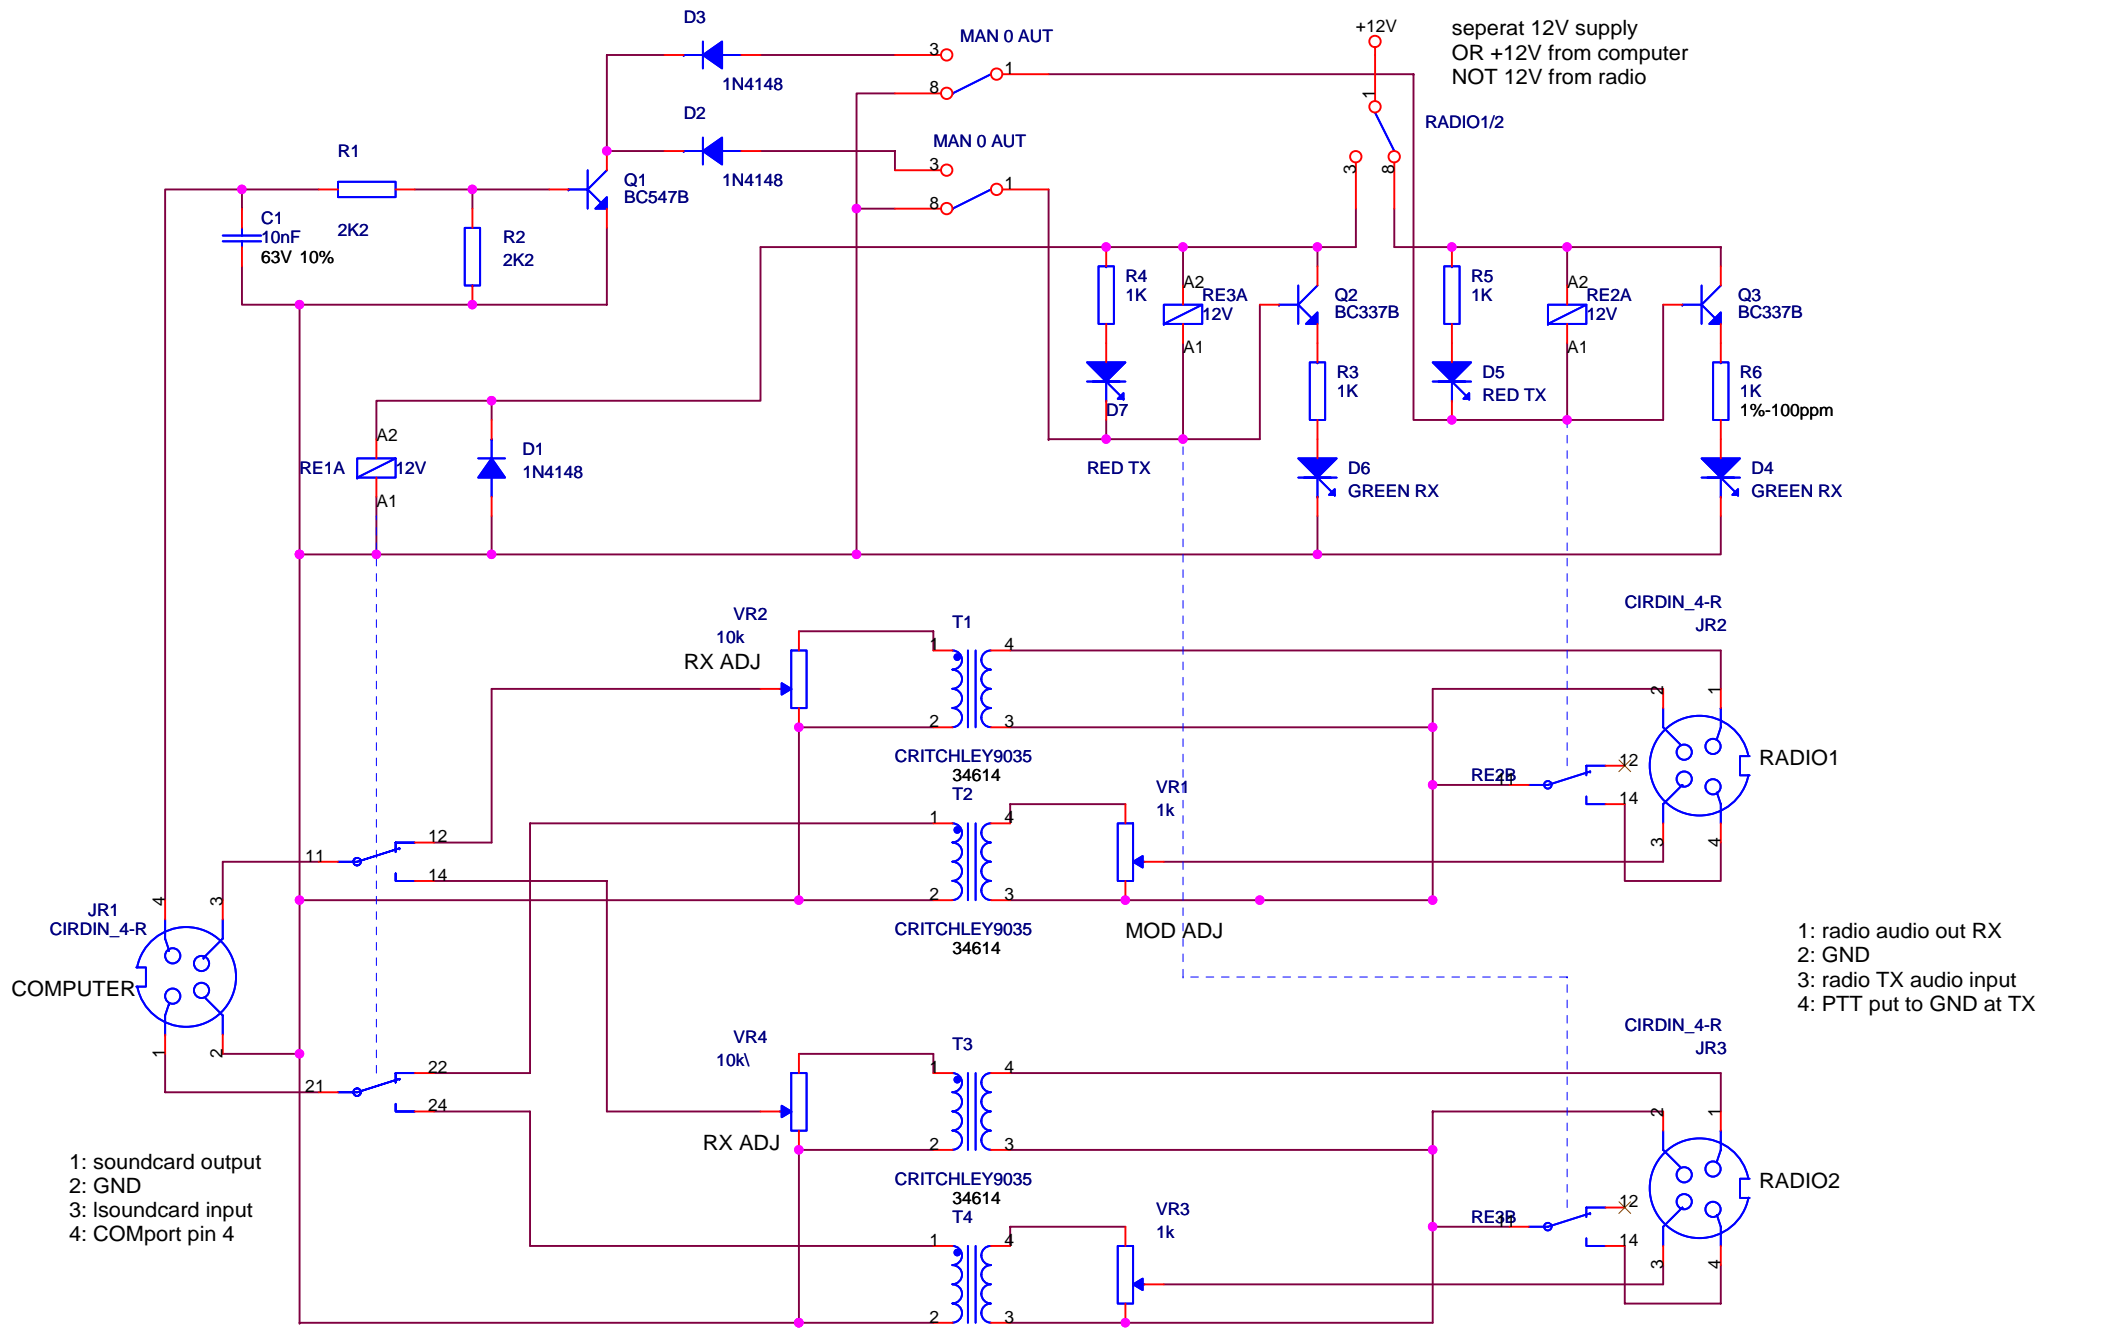 D3
1N4148
MAN 0 AUT
3
1
8
+12V
1
seperat 12V supply
OR +12V from computer
NOT 12V from radio
RADIO1/2
3
8
D2
1N4148
MAN 0 AUT
3
1
8
R1
2K2
Q1
BC547B
C1
10nF
63V 10%
R2
2K2
R4
1K
A2
RE3A
12V
A1
Q2
BC337B
R5
1K
A2
RE2A
12V
A1
Q3
BC337B
D7
RED TX
R3
1K
D6
GREEN RX
D5
RED TX
R6
1K
1%-100ppm
D4
GREEN RX
A2
RE1A
12V
A1
D1
1N4148
VR2
10k
RX ADJ
T1
1
4
2
3
CRITCHLEY9035
34614
CIRDIN_4-R
JR2
2
1
RADIO1
RE2B
12
14
3
4
T2
1
4
2
3
CRITCHLEY9035
34614
VR1
1k
MOD ADJ
11
12
14
4
3
JR1
CIRDIN_4-R
COMPUTER
1
2
21
22
24
1: soundcard output
2: GND
3: lsoundcard input
4: COMport pin 4
1: radio audio out RX
2: GND
3: radio TX audio input
4: PTT put to GND at TX
VR4
10k\
RX ADJ
T3
1
4
2
3
CRITCHLEY9035
34614
CIRDIN_4-R
JR3
2
1
RADIO2
RE3B
12
14
3
4
T4
1
4
2
3
VR3
1k